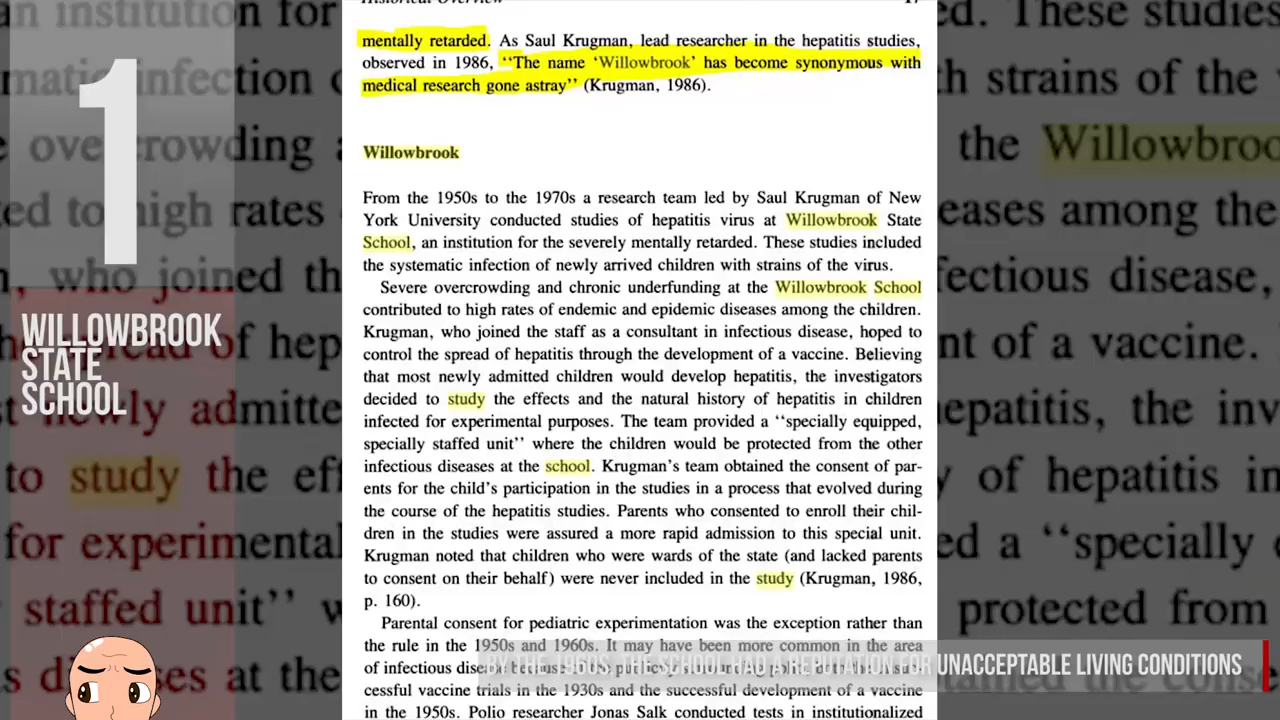 1
WILLOWBROOK
STATE
SCHOOL
Historical Overview
17
mentally retarded. As Saul Krugman, lead researcher in the hepatitis studies,
observed in 1986, ‘‘The name ‘Willowbrook’ has become synonymous with
medical research gone astray’’ (Krugman, 1986).
Willowbrook
From the 1950s to the 1970s a research team led by Saul Krugman of New
York University conducted studies of hepatitis virus at Willowbrook State
School, an institution for the severely mentally retarded. These studies included
the systematic infection of newly arrived children with strains of the virus.
Severe overcrowding and chronic underfunding at the Willowbrook School
contributed to high rates of endemic and epidemic diseases among the children.
Krugman, who joined the staff as a consultant in infectious disease, hoped to
control the spread of hepatitis through the development of a vaccine. Believing
that most newly admitted children would develop hepatitis, the investigators
decided to study the effects and the natural history of hepatitis in children
infected for experimental purposes. The team provided a ‘‘specially equipped,
specially staffed unit’’ where the children would be protected from the other
infectious diseases at the school. Krugman’s team obtained the consent of par-
ents for the child’s participation in the studies in a process that evolved during
the course of the hepatitis studies. Parents who consented to enroll their chil-
dren in the studies were assured a more rapid admission to this special unit.
Krugman noted that children who were wards of the state (and lacked parents
to consent on their behalf) were never included in the study (Krugman, 1986,
p. 160).
Parental consent for pediatric experimentation was the exception rather than
the rule in the 1950s and 1960s. It may have been more common in the area
of infectious
cessful vaccine trials in the 1930s and the successful development of a vaccine
in the 1950s. Polio researcher Jonas Salk conducted tests in institutionalized
BY THE 1960S, THE SCHOOL HAD A REPUTATION FOR UNACCEPTABLE LIVING CONDITIONS